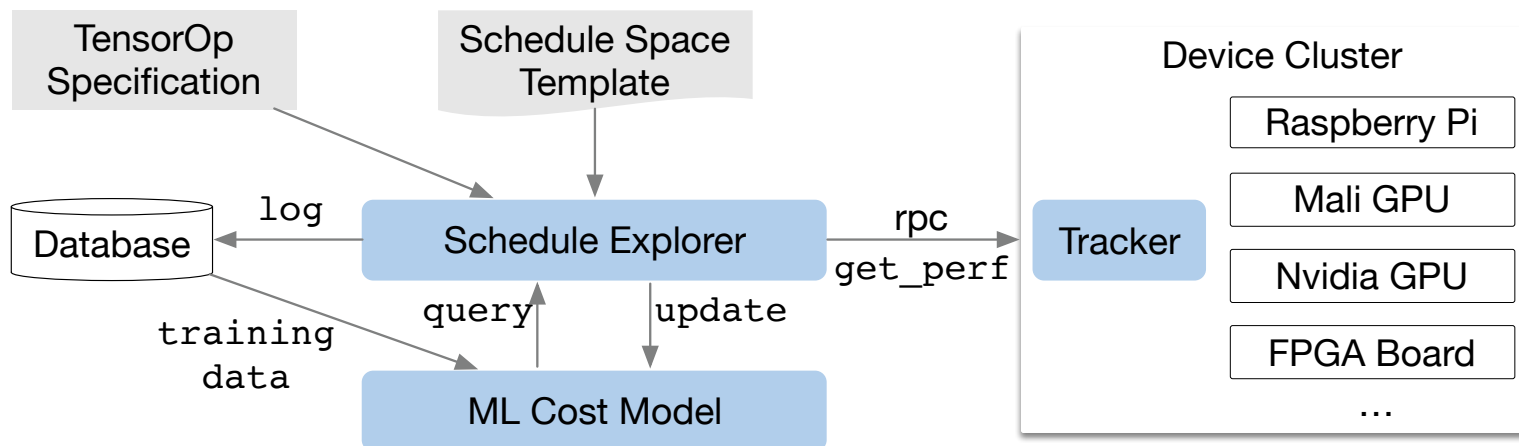 TensorOp
Specification
Schedule Space
Template
Device Cluster
Raspberry Pi
Mali GPU
Nvidia GPU
FPGA Board
...
Tracker
log
Database
Schedule Explorer
rpc
get_perf
query
update
training
data
ML Cost Model